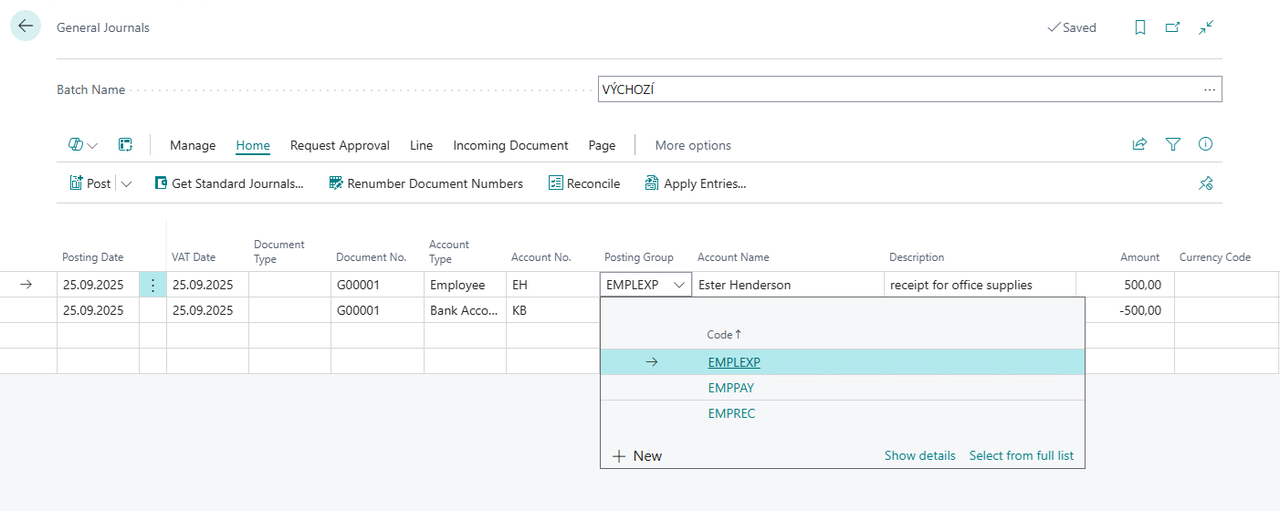 General Journals
Saved
Batch Name
VÝCHOZÍ
Manage Home Request Approval Line Incoming Document Page More options
Post Get Standard Journals... Renumber Document Numbers Reconcile Apply Entries...
Posting Date VAT Date Document Type Document No. Account Type Account No. Posting Group Account Name Description Amount Currency Code
25.09.2025 25.09.2025 G00001 Employee EH EMPLEXP Ester Henderson receipt for office supplies 500,00
25.09.2025 25.09.2025 G00001 Bank Acco... KB -500,00
Code
EMPLEXP
EMPPAY
EMPREC
New Show details Select from full list